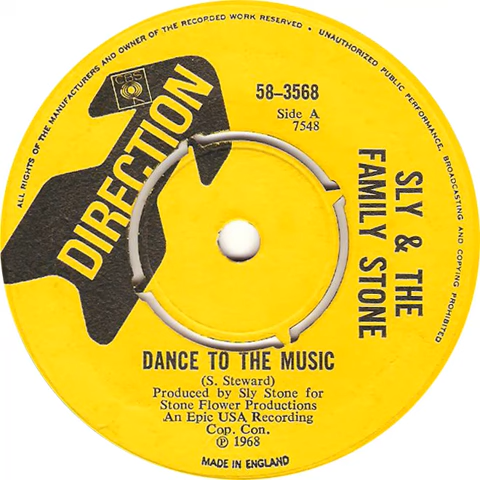 ALL RIGHTS OF THE MANUFACTURERS AND OWNER OF THE RECORDED WORK RESERVED • UNAUTHORIZED PUBLIC PERFORMANCE, BROADCASTING AND COPYING PROHIBITED
CBS
DIRECTION
58–3568
Side A
7548
SLY & THE
FAMILY STONE
DANCE TO THE MUSIC
(S. Steward)
Produced by Sly Stone for
Stone Flower Productions
An Epic USA Recording
Cop. Con.
Ⓟ 1968
MADE IN ENGLAND